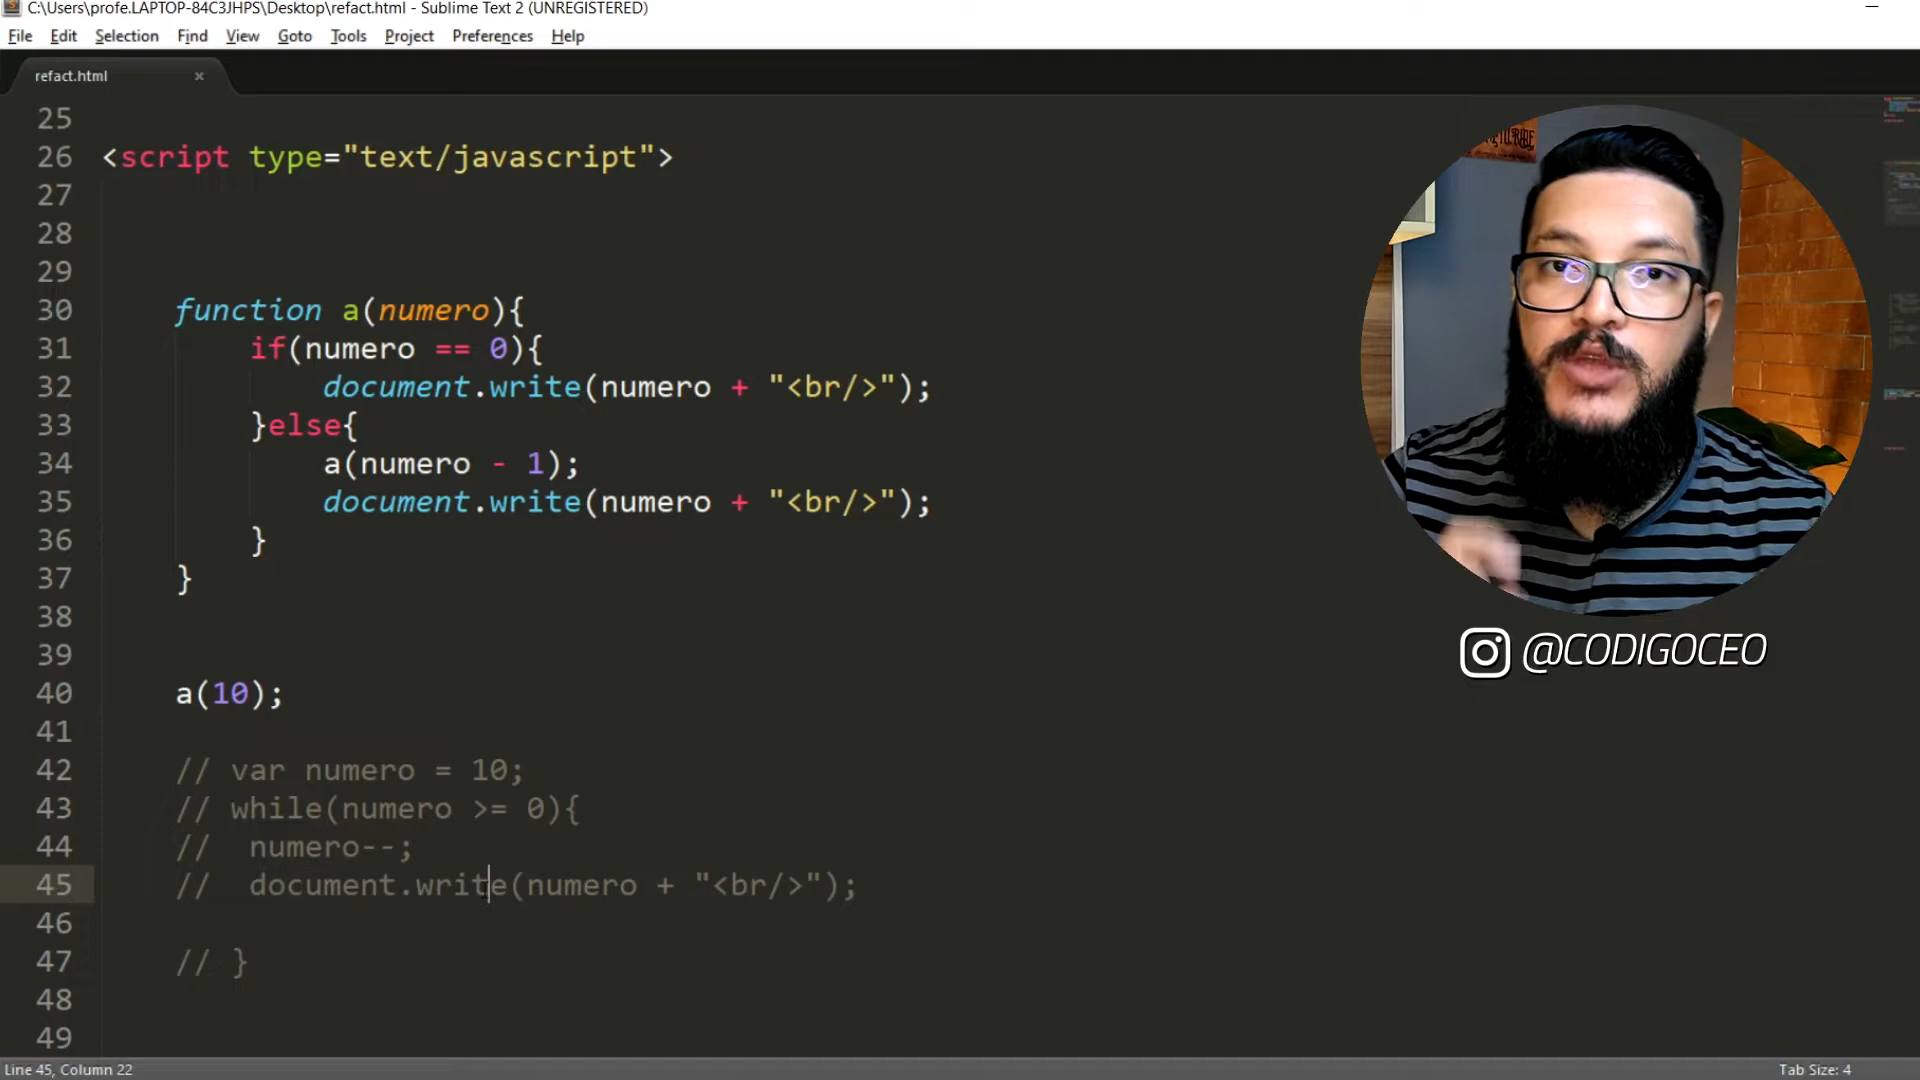 C:\Users\profe.LAPTOP-84C3JHPS\Desktop\refact.html - Sublime Text 2 (UNREGISTERED)
File Edit Selection Find View Goto Tools Project Preferences Help
refact.html ×
25
26 <script type="text/javascript">
27
28
29
30 function a(numero){
31 if(numero == 0){
32 document.write(numero + "<br/>");
33 }else{
34 a(numero - 1);
35 document.write(numero + "<br/>");
36 }
37 }
38
39
40 a(10);
41
42 // var numero = 10;
43 // while(numero >= 0){
44 // numero--;
45 // document.write(numero + "<br/>");
46
47 // }
48
49
@CODIGOCEO
Line 45, Column 22
Tab Size: 4